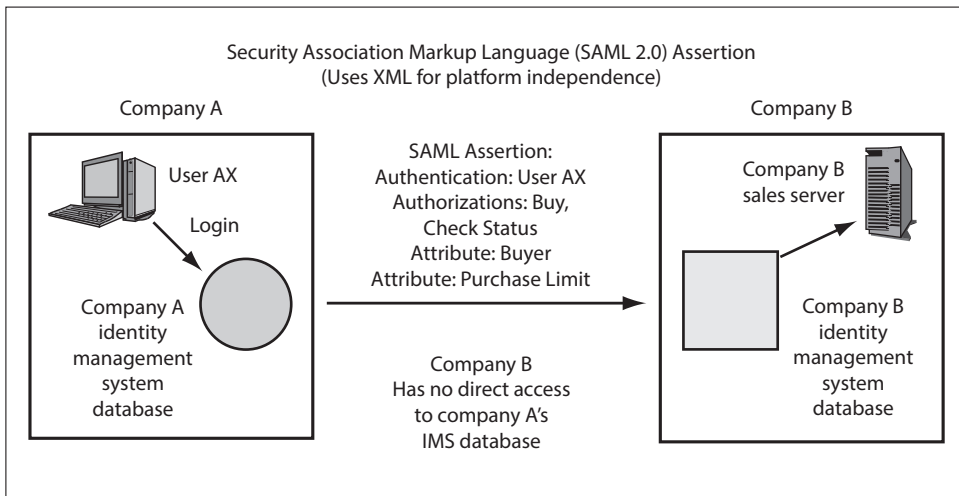 Security Association Markup Language (SAML 2.0) Assertion
(Uses XML for platform independence)
Company A
User AX
Login
Company A
identity
management
system
database
SAML Assertion:
Authentication: User AX
Authorizations: Buy,
Check Status
Attribute: Buyer
Attribute: Purchase Limit
Company B
Has no direct access
to company A’s
IMS database
Company B
Company B
sales server
Company B
identity
management
system
database